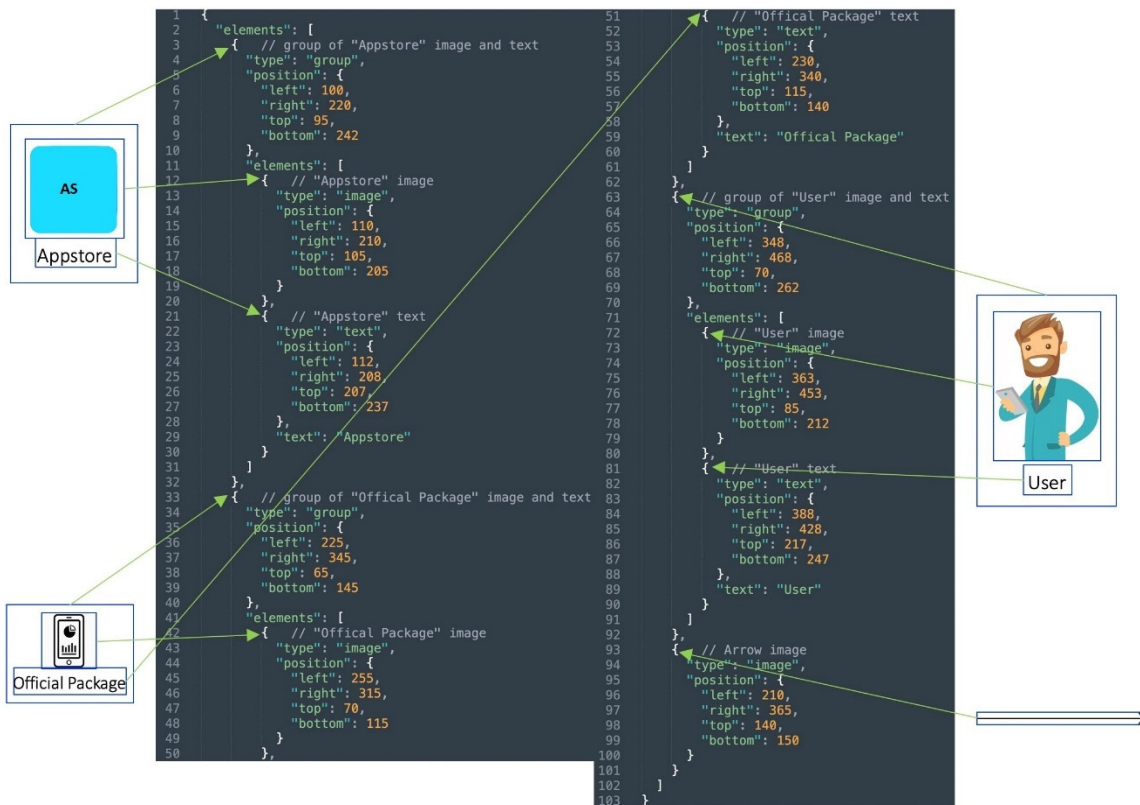 AS
Appstore
Official Package
1 {
2 "elements": [
3 { // group of "Appstore" image and text
4 "type": "group",
5 "position": {
6 "left": 100,
7 "right": 220,
8 "top": 95,
9 "bottom": 242
10 },
11 "elements": [
12 { // "Appstore" image
13 "type": "image",
14 "position": {
15 "left": 110,
16 "right": 210,
17 "top": 105,
18 "bottom": 205
19 }
20 },
21 { // "Appstore" text
22 "type": "text",
23 "position": {
24 "left": 112,
25 "right": 208,
26 "top": 207,
27 "bottom": 237
28 },
29 "text": "Appstore"
30 }
31 ]
32 },
33 { // group of "Offical Package" image and text
34 "type": "group",
35 "position": {
36 "left": 225,
37 "right": 345,
38 "top": 65,
39 "bottom": 145
40 },
41 "elements": [
42 { // "Offical Package" image
43 "type": "image",
44 "position": {
45 "left": 255,
46 "right": 315,
47 "top": 70,
48 "bottom": 115
49 }
50 },
51 { // "Offical Package" text
52 "type": "text",
53 "position": {
54 "left": 230,
55 "right": 340,
56 "top": 115,
57 "bottom": 140
58 },
59 "text": "Offical Package"
60 }
61 ]
62 },
63 { // group of "User" image and text
64 "type": "group",
65 "position": {
66 "left": 348,
67 "right": 468,
68 "top": 70,
69 "bottom": 262
70 },
71 "elements": [
72 { // "User" image
73 "type": "image",
74 "position": {
75 "left": 363,
76 "right": 453,
77 "top": 85,
78 "bottom": 212
79 }
80 },
81 { // "User" text
82 "type": "text",
83 "position": {
84 "left": 388,
85 "right": 428,
86 "top": 217,
87 "bottom": 247
88 },
89 "text": "User"
90 }
91 ]
92 },
93 { // Arrow image
94 "type": "image",
95 "position": {
96 "left": 210,
97 "right": 365,
98 "top": 140,
99 "bottom": 150
100 }
101 }
102 ]
103 }
User